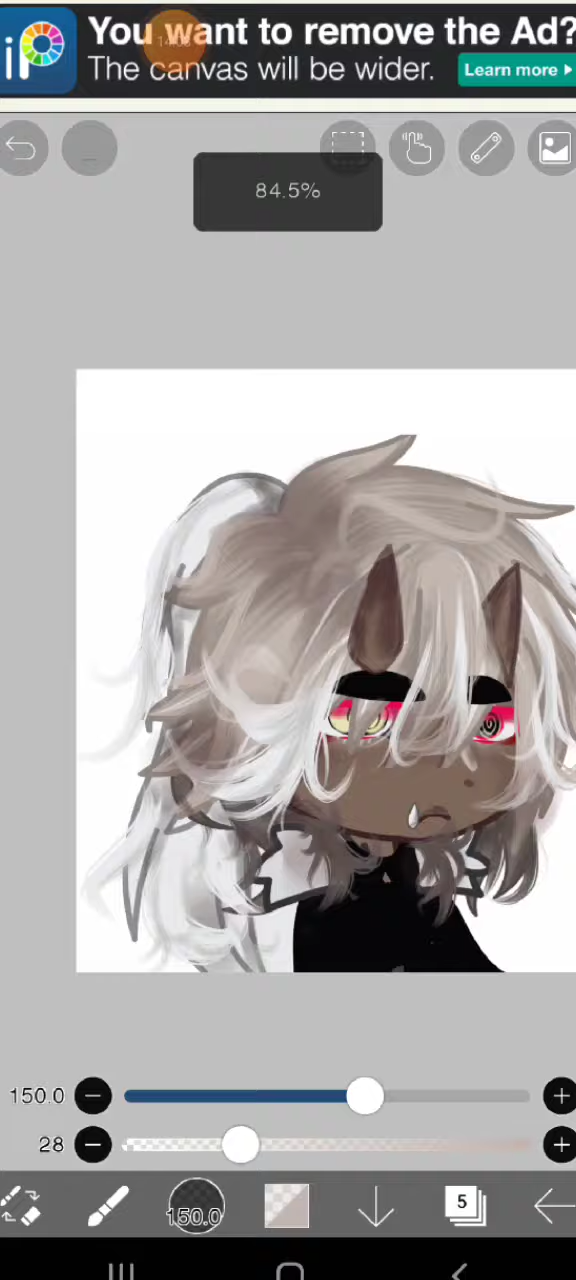 iP
You want to remove the Ad?
The canvas will be wider.
Learn more
84.5%
150.0
28
150.0
5